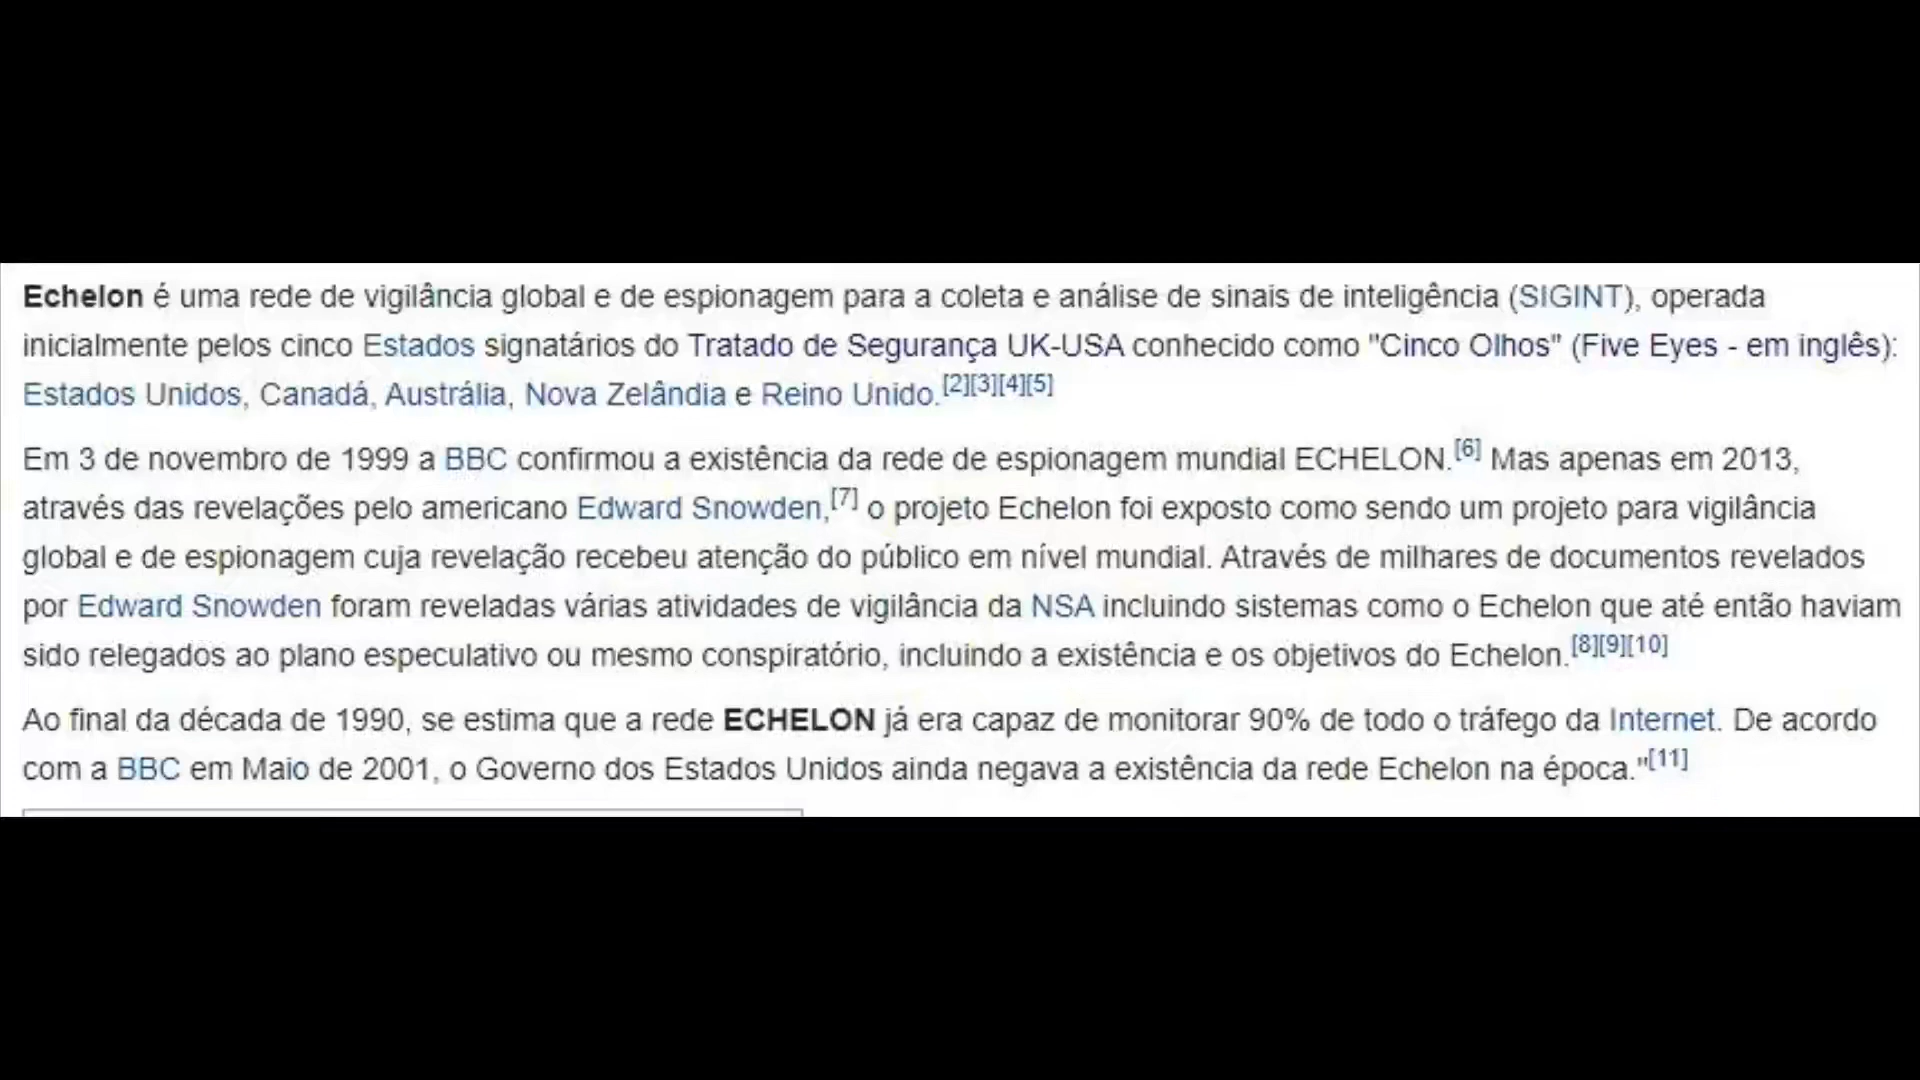 Echelon é uma rede de vigilância global e de espionagem para a coleta e análise de sinais de inteligência (SIGINT), operada
inicialmente pelos cinco Estados signatários do Tratado de Segurança UK-USA conhecido como "Cinco Olhos" (Five Eyes - em inglês):
Estados Unidos, Canadá, Austrália, Nova Zelândia e Reino Unido.[2][3][4][5]
Em 3 de novembro de 1999 a BBC confirmou a existência da rede de espionagem mundial ECHELON.[6] Mas apenas em 2013,
através das revelações pelo americano Edward Snowden,[7] o projeto Echelon foi exposto como sendo um projeto para vigilância
global e de espionagem cuja revelação recebeu atenção do público em nível mundial. Através de milhares de documentos revelados
por Edward Snowden foram reveladas várias atividades de vigilância da NSA incluindo sistemas como o Echelon que até então haviam
sido relegados ao plano especulativo ou mesmo conspiratório, incluindo a existência e os objetivos do Echelon.[8][9][10]
Ao final da década de 1990, se estima que a rede ECHELON já era capaz de monitorar 90% de todo o tráfego da Internet. De acordo
com a BBC em Maio de 2001, o Governo dos Estados Unidos ainda negava a existência da rede Echelon na época."[11]